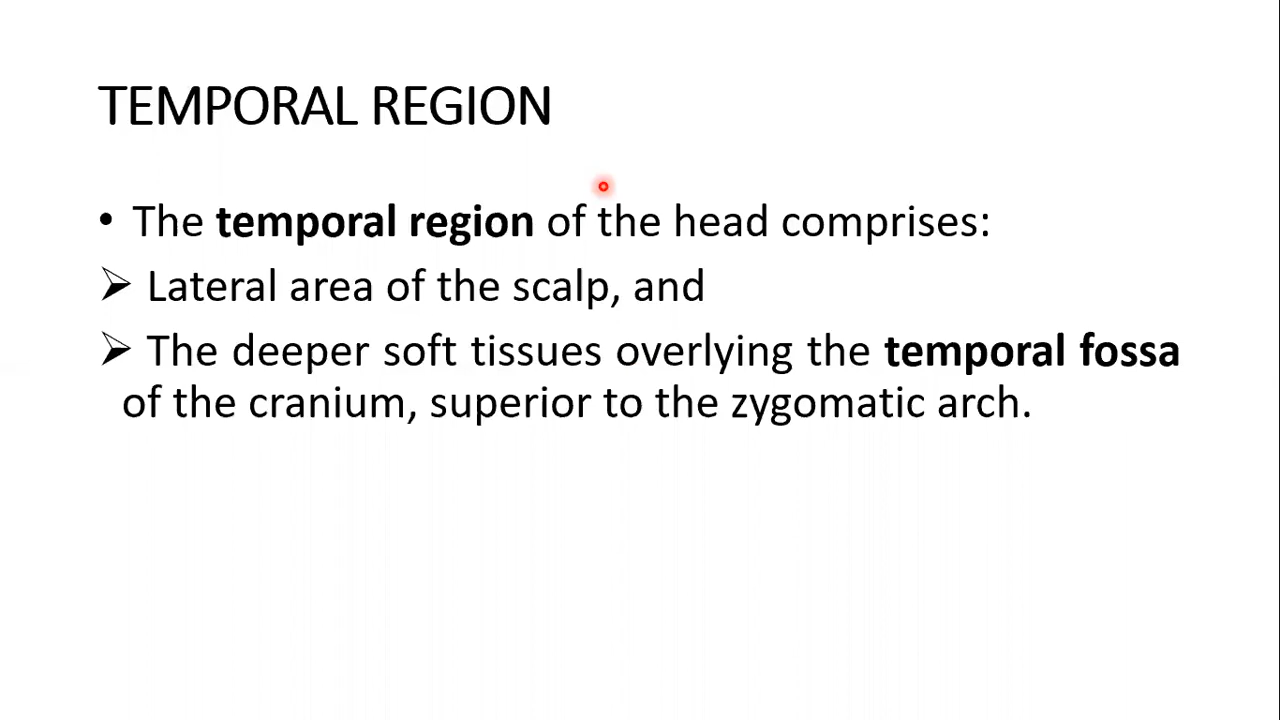 TEMPORAL REGION
• The temporal region of the head comprises:
➢ Lateral area of the scalp, and
➢ The deeper soft tissues overlying the temporal fossa
of the cranium, superior to the zygomatic arch.